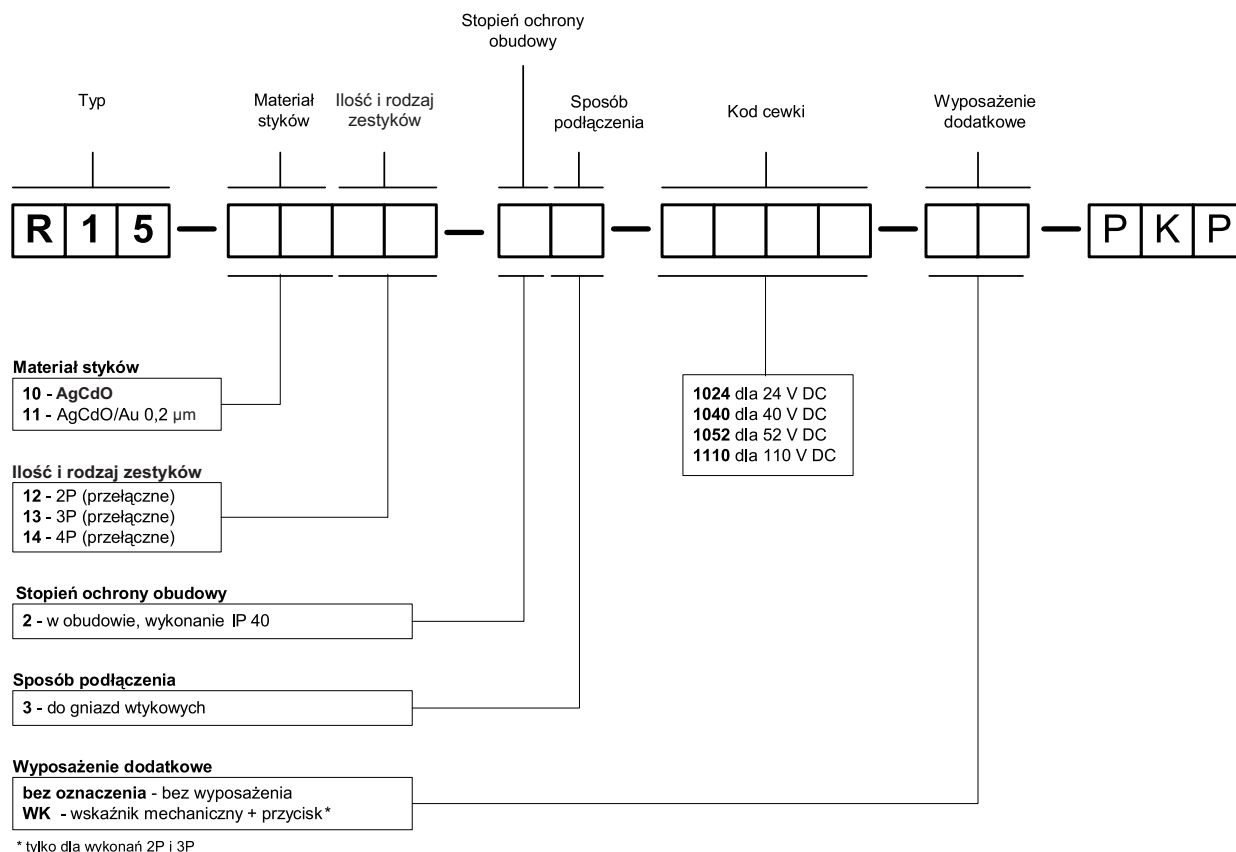 Stopień ochrony
obudowy
Typ
Materiał
styków
Ilość i rodzaj
zestyków
Sposób
podłączenia
Kod cewki
Wyposażenie
dodatkowe
R 1 5 — — — — — P K P
Materiał styków
10 - AgCdO
11 - AgCdO/Au 0,2 µm
1024 dla 24 V DC
1040 dla 40 V DC
1052 dla 52 V DC
1110 dla 110 V DC
Ilość i rodzaj zestyków
12 - 2P (przełączne)
13 - 3P (przełączne)
14 - 4P (przełączne)
Stopień ochrony obudowy
2 - w obudowie, wykonanie IP 40
Sposób podłączenia
3 - do gniazd wtykowych
Wyposażenie dodatkowe
bez oznaczenia - bez wyposażenia
WK - wskaźnik mechaniczny + przycisk*
* tylko dla wykonań 2P i 3P